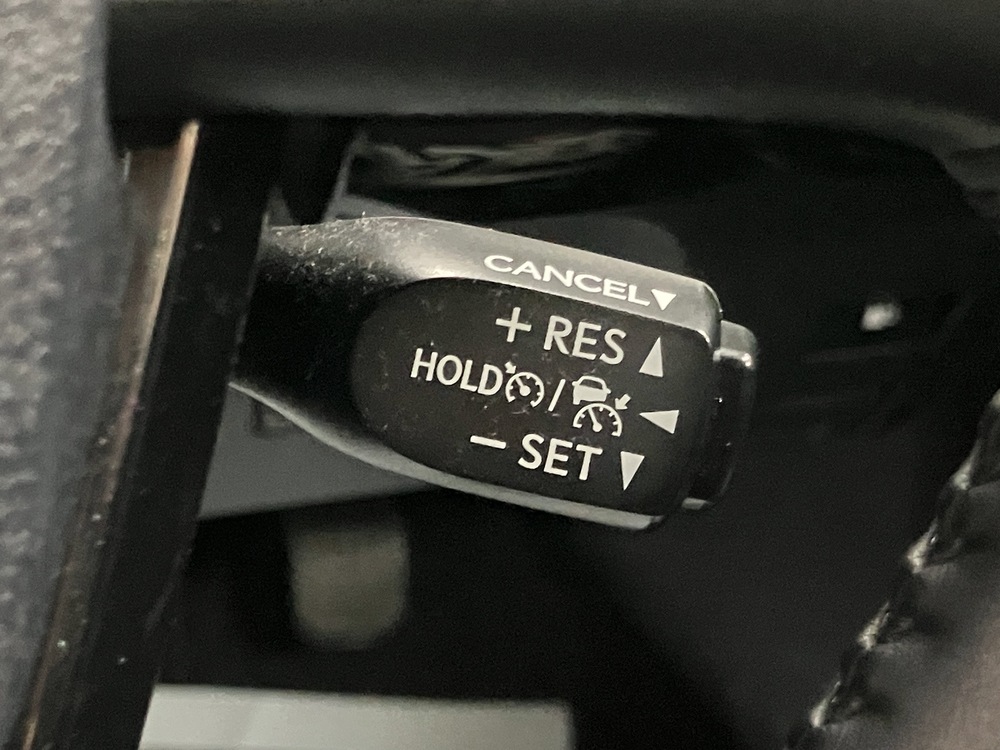 CANCEL▼
+ RES ▲
HOLD / ◀
− SET ▼